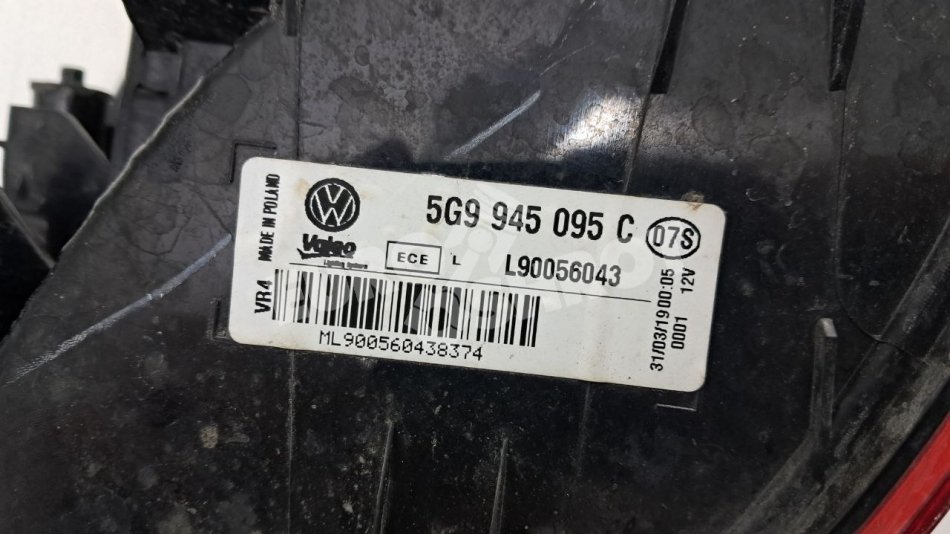 MADE IN POLAND
VW
5G9 945 095 C
07S
Valeo
ECE L L90056043
VR4
ML900560438374
31/03/19 00:05
0001 12V